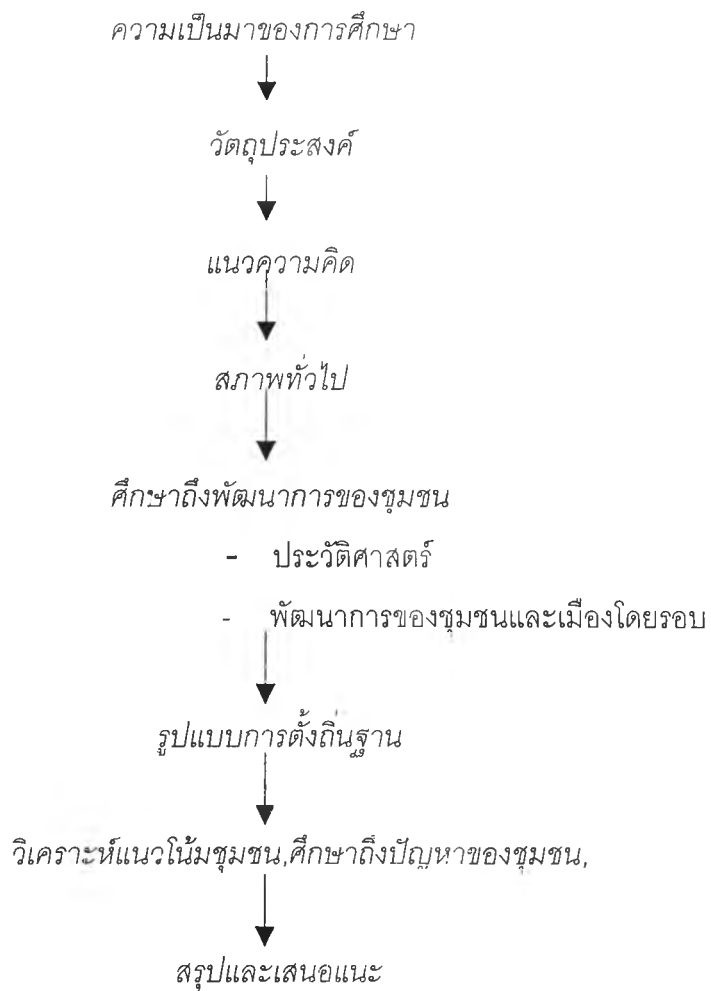 ความเป็นมาของการศึกษา
วัตถุประสงค์
แนวความคิด
สภาพทั่วไป
ศึกษาถึงพัฒนาการของชุมชน
- ประวัติศาสตร์
- พัฒนาการของชุมชนและเมืองโดยรอบ
รูปแบบการตั้งถิ่นฐาน
วิเคราะห์แนวโน้มชุมชน,ศึกษาถึงปัญหาของชุมชน,
สรุปและเสนอแนะ